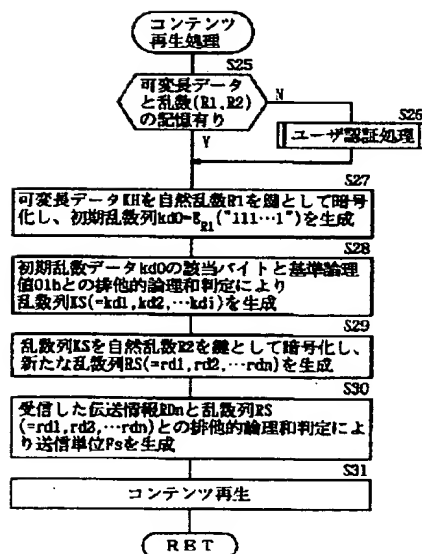 コンテンツ
再生処理
S25
可変長データ
と乱数(R1,R2)
の記憶有り
N
Y
S26
ユーザ認証処理
S27
可変長データKHを自然乱数R1を鍵として暗号
化し、初期乱数列kd0=E_R1("111…1")を生成
S28
初期乱数データkd0の該当バイトと基準論理
値01bとの排他的論理和判定により
乱数列KS(=kd1,kd2,…kdi)を生成
S29
乱数列KSを自然乱数R2を鍵として暗号化し、
新たな乱数列RS(=rd1,rd2,…rdn)を生成
S30
受信した伝送情報RDnと乱数列RS
(=rd1,rd2,…rdn)との排他的論理和判定によ
り送信単位Fsを生成
S31
コンテンツ再生
RET